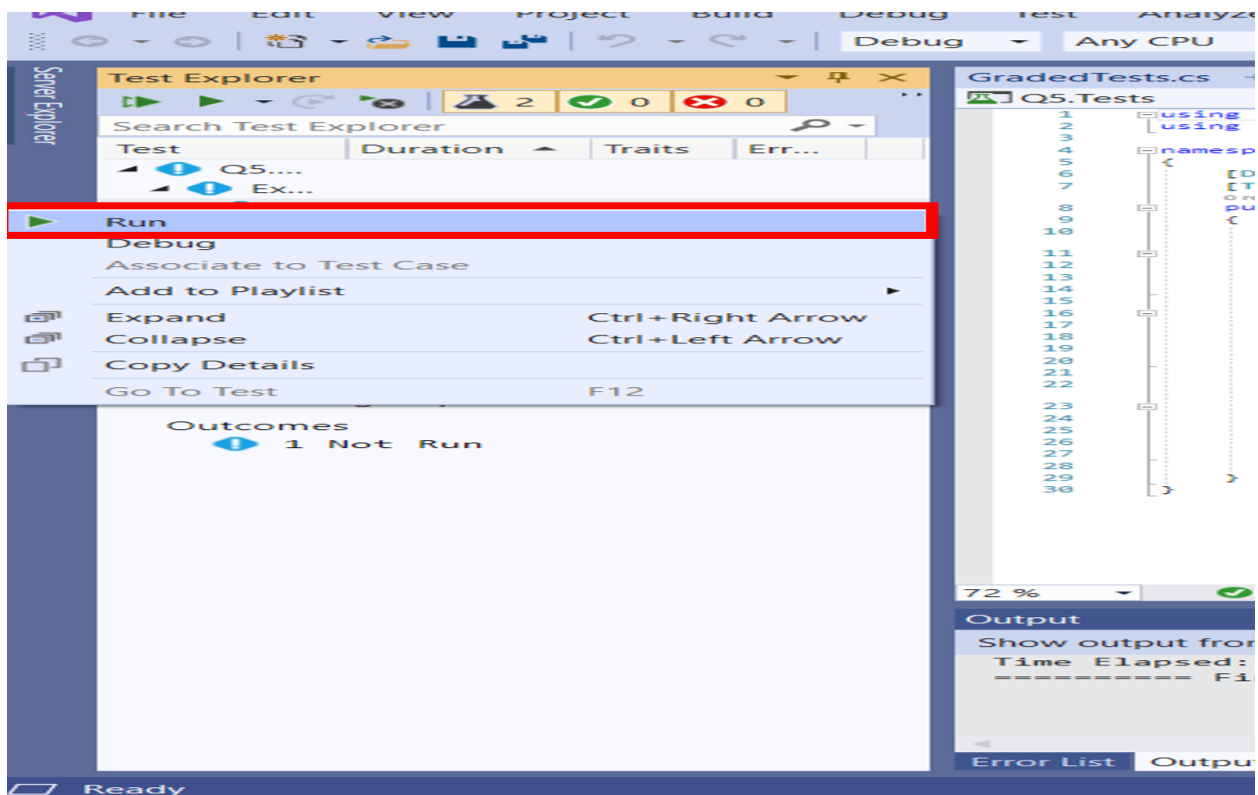 File Edit View Project Build Debug Test Analyze
Debug Any CPU
Server Explorer
Test Explorer
2 0 0
Search Test Explorer
Test Duration Traits Err...
Q5....
Ex...
Run
Debug
Associate to Test Case
Add to Playlist
Expand Ctrl+Right Arrow
Collapse Ctrl+Left Arrow
Copy Details
Go To Test F12
Outcomes
1 Not Run
GradedTests.cs
Q5.Tests
1 using
2 using
3
4 namesp
5 {
6 [D
7 [T
8 pu
9 {
10
11
12
13
14
15
16
17
18
19
20
21
22
23
24
25
26
27
28
29 }
30 }
72 %
Output
Show output fro
Time Elapsed:
========== Fi
Error List Outpu
Ready